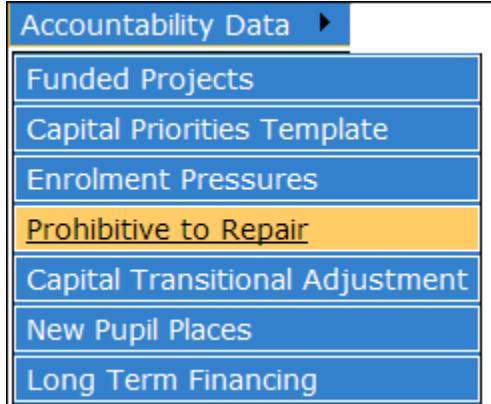 Accountability Data
Funded Projects
Capital Priorities Template
Enrolment Pressures
Prohibitive to Repair
Capital Transitional Adjustment
New Pupil Places
Long Term Financing